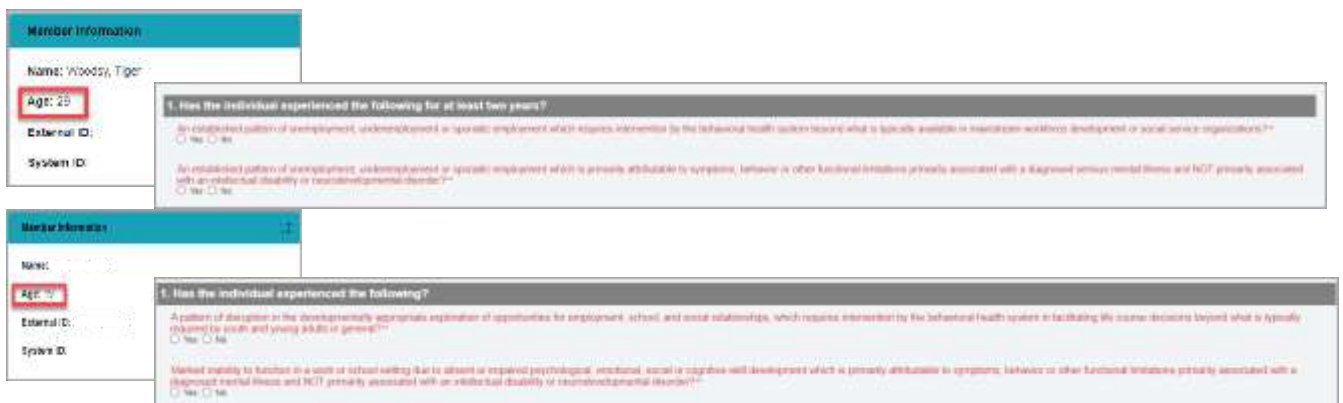 Member Information
Name: Woodsy, Tiger
Age: 29
External ID:
System ID:
1. Has the individual experienced the following for at least two years?
An established pattern of unemployment, underemployment or sporadic employment which requires intervention by the behavioral health system beyond what is typically available in mainstream workforce development or social service organizations?**
Yes No
An established pattern of unemployment, underemployment or sporadic employment which is primarily attributable to symptoms, behavior or other functional limitations primarily associated with a diagnosed serious mental illness and NOT primarily associated
with an intellectual disability or neurodevelopmental disorder?**
Yes No
Member Information
Name:
Age:
External ID:
System ID:
1. Has the individual experienced the following?
A pattern of disruption in the developmentally appropriate exploration of opportunities for employment, school, and social relationships, which requires intervention by the behavioral health system in facilitating life course decisions beyond what is typically
required by youth and young adults in general?**
Yes No
Marked inability to function in a work or school setting due to absent or impaired psychological, emotional, social or cognitive skill development which is primarily attributable to symptoms, behavior or other functional limitations primarily associated with a
diagnosed mental illness and NOT primarily associated with an intellectual disability or neurodevelopmental disorder?**
Yes No